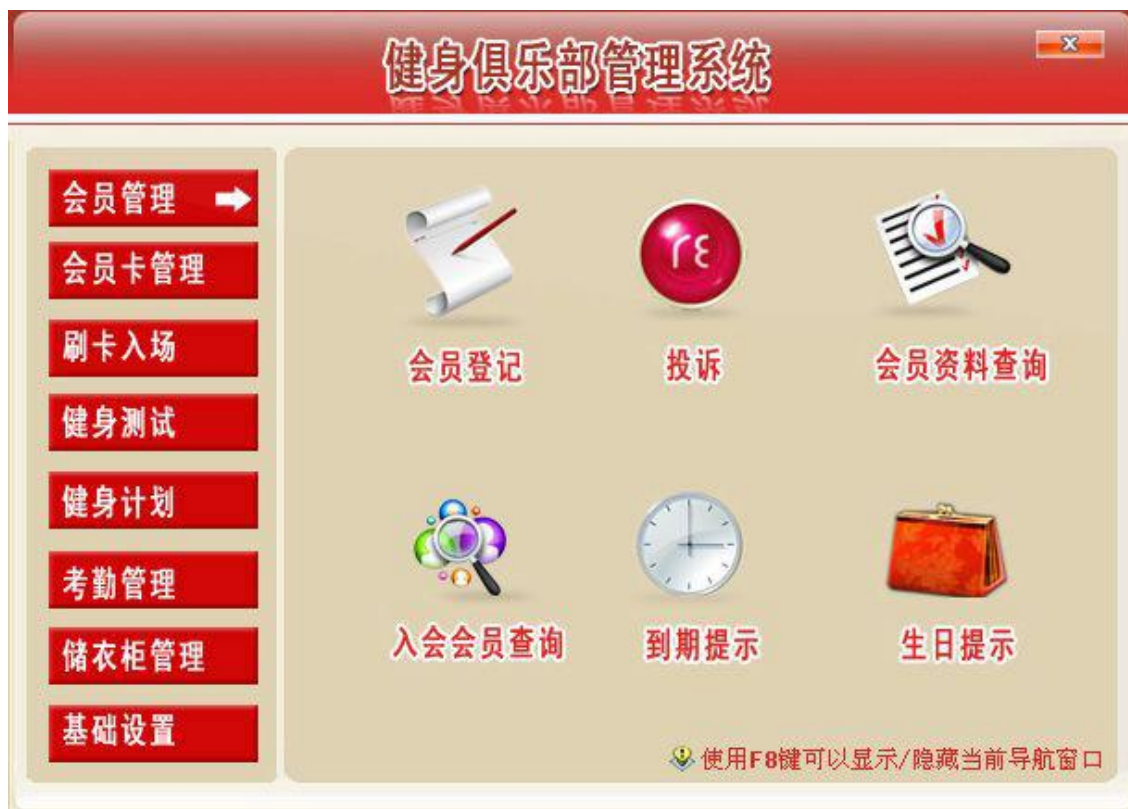 健身俱乐部管理系统
会员管理
会员卡管理
刷卡入场
健身测试
健身计划
考勤管理
储衣柜管理
基础设置
会员登记
投诉
会员资料查询
入会会员查询
到期提示
生日提示
使用F8键可以显示/隐藏当前导航窗口